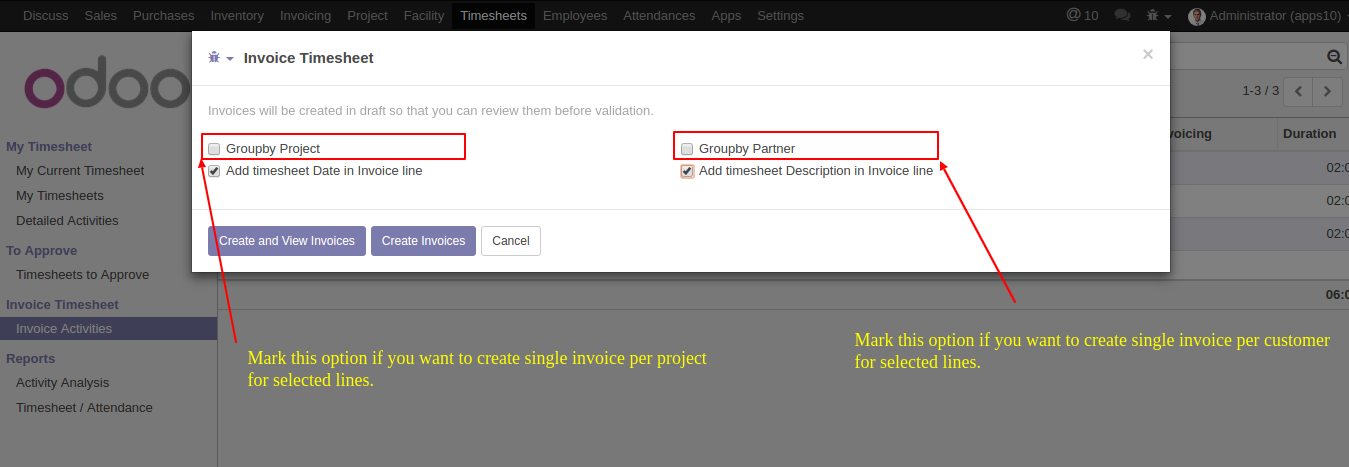 Discuss Sales Purchases Inventory Invoicing Project Facility Timesheets Employees Attendances Apps Settings @ 10 Administrator (apps10)
odoo
Invoice Timesheet ×
1-3 / 3
Invoices will be created in draft so that you can review them before validation.
voicing Duration
My Timesheet
Groupby Project Groupby Partner
My Current Timesheet
Add timesheet Date in Invoice line Add timesheet Description in Invoice line
02:0
My Timesheets
02:0
Detailed Activities
02:0
To Approve
Create and View Invoices Create Invoices Cancel
Timesheets to Approve
06:0
Invoice Timesheet
Invoice Activities
Reports
Activity Analysis
Timesheet / Attendance
Mark this option if you want to create single invoice per project
for selected lines.
Mark this option if you want to create single invoice per customer
for selected lines.